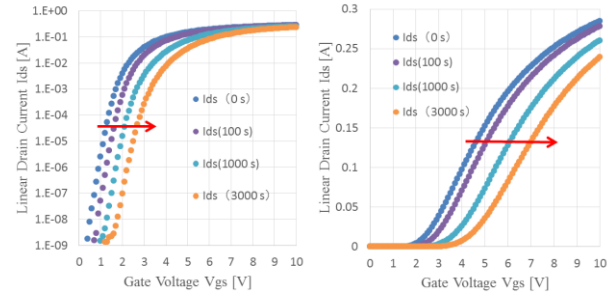 1.E+00
1.E-01
1.E-02
1.E-03
1.E-04
1.E-05
1.E-06
1.E-07
1.E-08
1.E-09
Linear Drain Current Ids [A]
Ids （0 s）
Ids(100 s)
Ids(1000 s)
Ids （3000 s）
0 1 2 3 4 5 6 7 8 9 10
Gate Voltage Vgs [V]
0.3
0.25
0.2
0.15
0.1
0.05
0
Linear Drain Current Ids [A]
Ids （0 s）
Ids(100 s)
Ids(1000 s)
Ids （3000 s）
0 1 2 3 4 5 6 7 8 9 10
Gate Voltage Vgs [V]